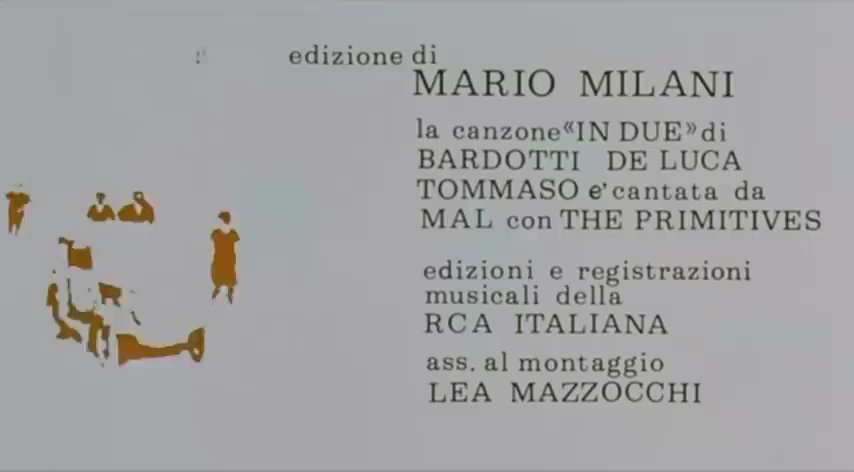 edizione di
MARIO MILANI
la canzone«IN DUE»di
BARDOTTI DE LUCA
TOMMASO e' cantata da
MAL con THE PRIMITIVES
edizioni e registrazioni
musicali della
RCA ITALIANA
ass. al montaggio
LEA MAZZOCCHI